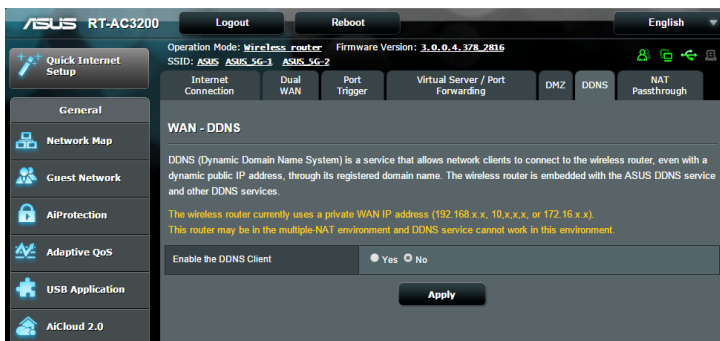 ASUS RT-AC3200 Logout Reboot English
Operation Mode: Wireless router Firmware Version: 3.0.0.4.378_2816
SSID: ASUS ASUS_5G-1 ASUS_5G-2
Quick Internet
Setup
General
Network Map
Guest Network
AiProtection
Adaptive QoS
USB Application
AiCloud 2.0
Internet
Connection
Dual
WAN
Port
Trigger
Virtual Server / Port
Forwarding
DMZ
DDNS
NAT
Passthrough
WAN - DDNS
DDNS (Dynamic Domain Name System) is a service that allows network clients to connect to the wireless router, even with a
dynamic public IP address, through its registered domain name. The wireless router is embedded with the ASUS DDNS service
and other DDNS services.
The wireless router currently uses a private WAN IP address (192.168.x.x, 10,x,x,x, or 172.16.x.x).
This router may be in the multiple-NAT environment and DDNS service cannot work in this environment.
Enable the DDNS Client Yes No
Apply